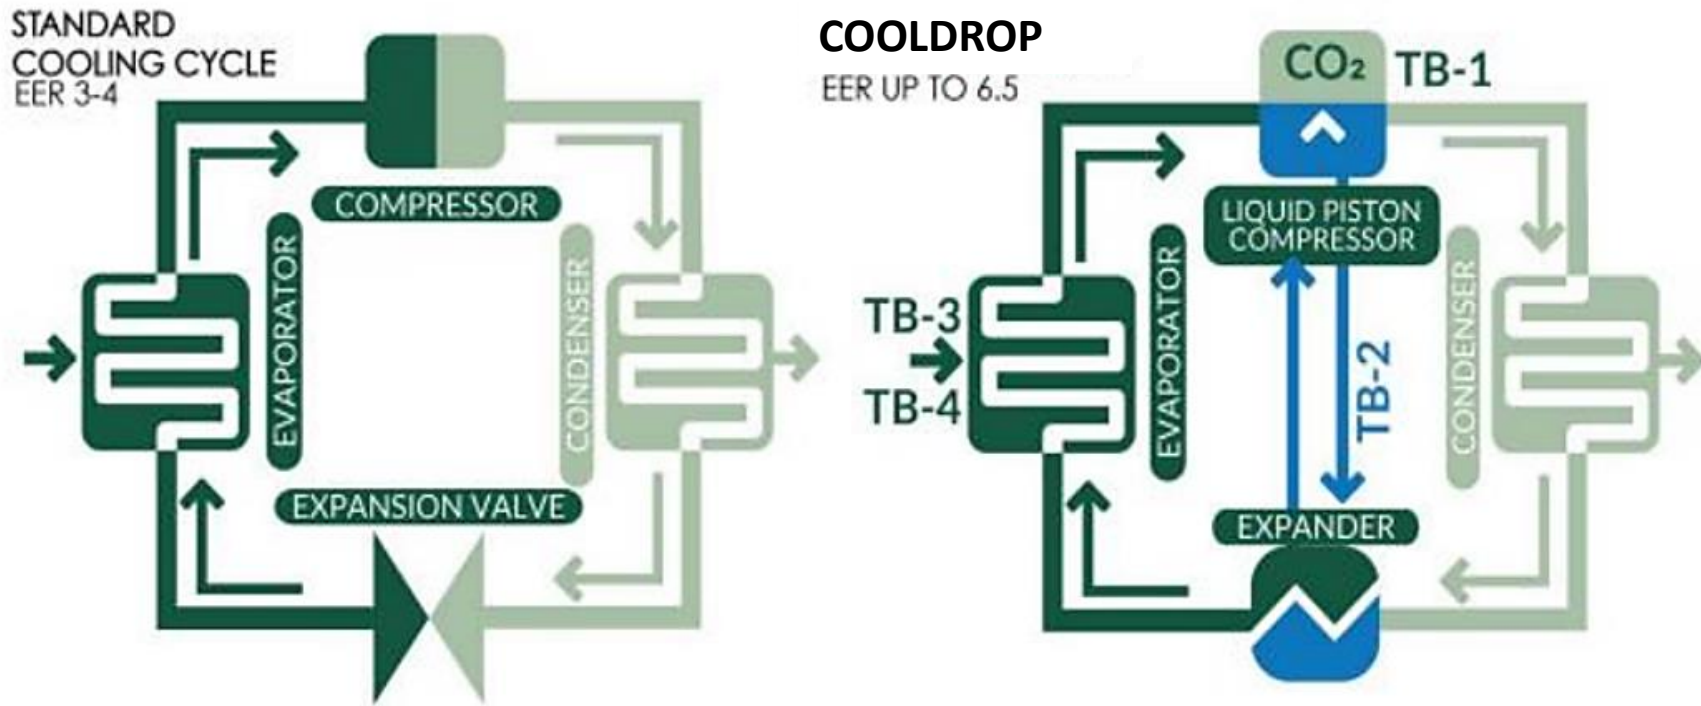 STANDARD
COOLING CYCLE
EER 3-4
COMPRESSOR
EVAPORATOR
CONDENSER
EXPANSION VALVE
COOLDROP
EER UP TO 6.5
CO₂
TB-1
LIQUID PISTON
COMPRESSOR
TB-3
TB-4
EVAPORATOR
TB-2
CONDENSER
EXPANDER